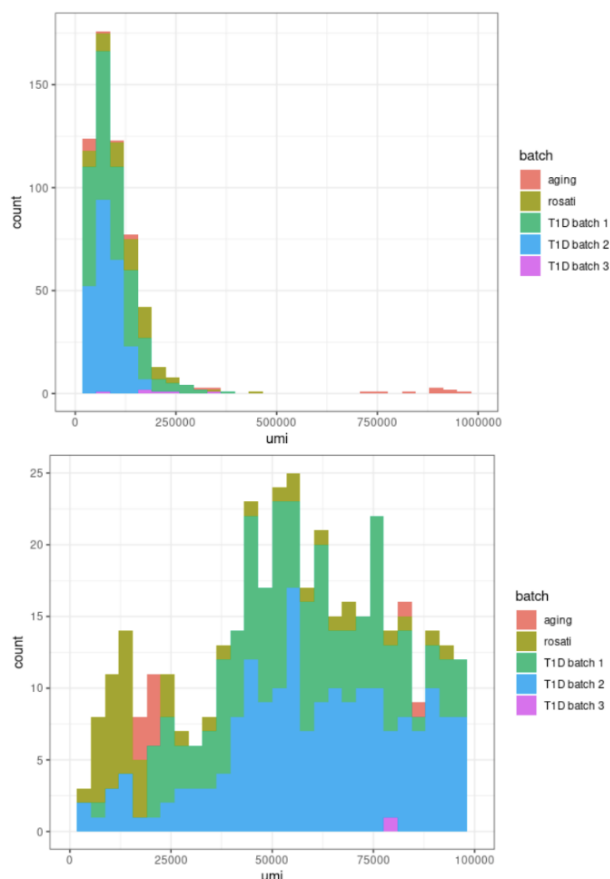 150
100
50
0
count
0
250000
500000
750000
1000000
umi
batch
aging
rosati
T1D batch 1
T1D batch 2
T1D batch 3
25
20
15
10
5
0
count
0
25000
50000
75000
100000
umi
batch
aging
rosati
T1D batch 1
T1D batch 2
T1D batch 3